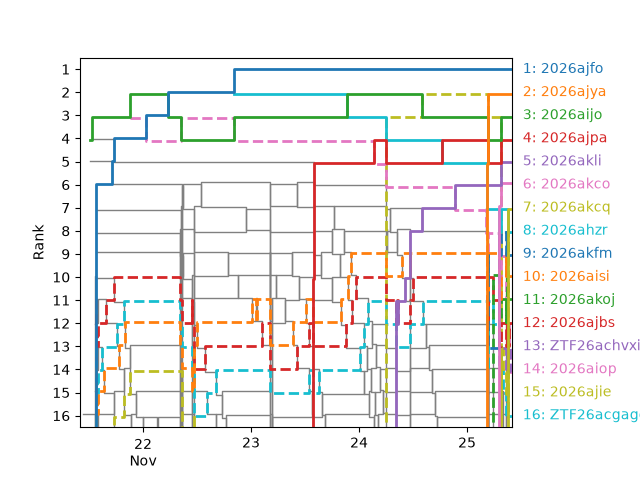 1
2
3
4
5
6
7
8
9
10
11
12
13
14
15
16
Rank
22
23
24
25
Nov
1: 2026ajfo
2: 2026ajya
3: 2026aijo
4: 2026ajpa
5: 2026akli
6: 2026akco
7: 2026akcq
8: 2026ahzr
9: 2026akfm
10: 2026aisi
11: 2026akoj
12: 2026ajbs
13: ZTF26achvxi
14: 2026aiop
15: 2026ajie
16: ZTF26acgag